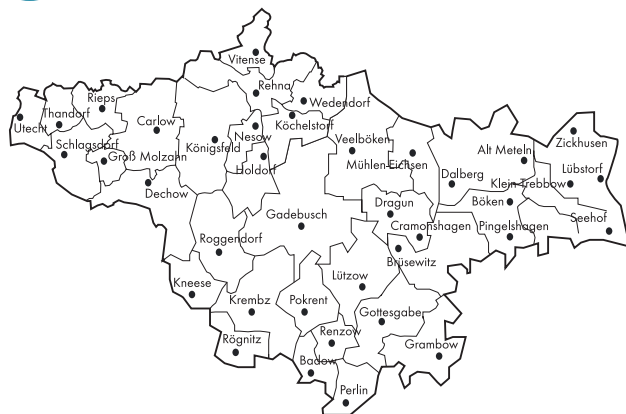 Vitense
Rehna
Wedendorf
Rieps
Thandorf
Utecht
Carlow
Nesow
Köchelstorf
Schlagsdorf
Groß Molzahn
Königsfeld
Holdorf
Veelböken
Mühlen-Eichsen
Alt Meteln
Zickhusen
Dechow
Dalberg
Klein Trebbow
Lübstorf
Gadebusch
Dragun
Böken
Cramonshagen
Pingelshagen
Seehof
Roggendorf
Brüsewitz
Kneese
Lützow
Krembz
Pokrent
Gottesgabe
Rögnitz
Renzow
Grambow
Badow
Perlin